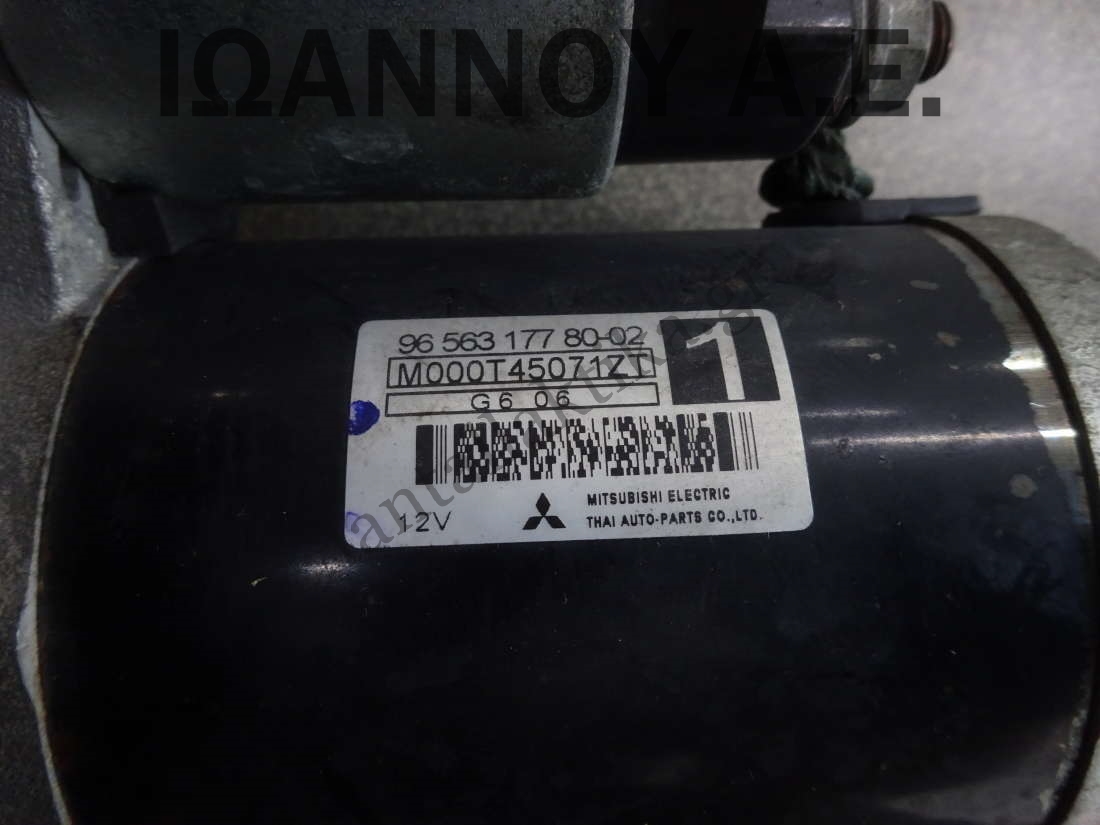 ΙΩΑΝΝΟΥ Α.Ε.
96 563 177 80-02
1
M000T45071ZT
G6 06
12V
MITSUBISHI ELECTRIC
THAI AUTO-PARTS CO.,LTD.